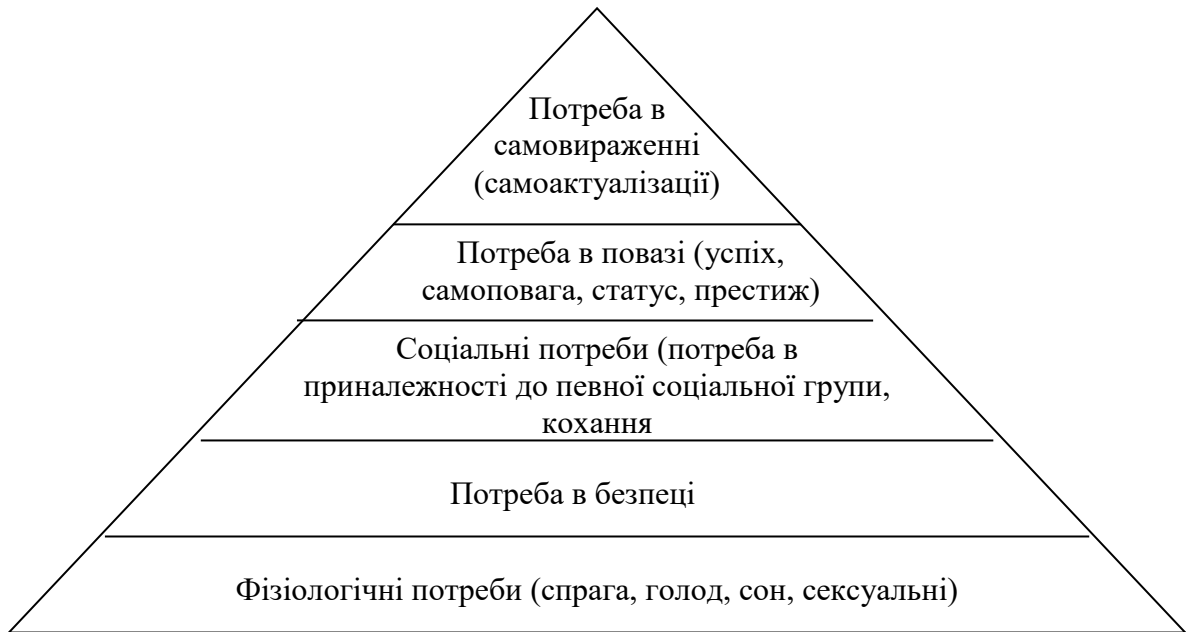 Потреба в
самовираженні
(самоактуалізації)
Потреба в повазі (успіх,
самоповага, статус, престиж)
Соціальні потреби (потреба в
приналежності до певної соціальної групи,
кохання
Потреба в безпеці
Фізіологічні потреби (спрага, голод, сон, сексуальні)